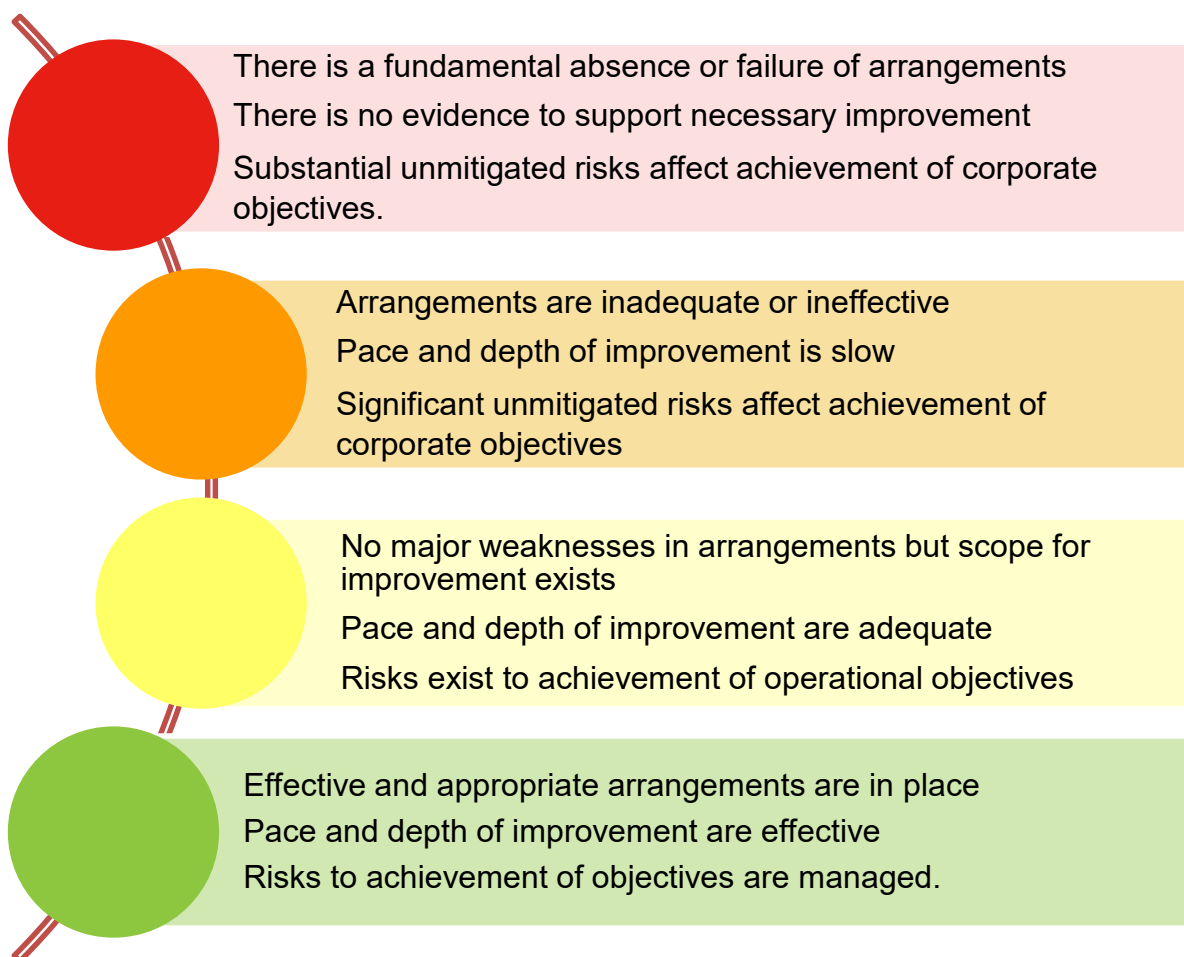 There is a fundamental absence or failure of arrangements
There is no evidence to support necessary improvement
Substantial unmitigated risks affect achievement of corporate
objectives.
Arrangements are inadequate or ineffective
Pace and depth of improvement is slow
Significant unmitigated risks affect achievement of
corporate objectives
No major weaknesses in arrangements but scope for
improvement exists
Pace and depth of improvement are adequate
Risks exist to achievement of operational objectives
Effective and appropriate arrangements are in place
Pace and depth of improvement are effective
Risks to achievement of objectives are managed.